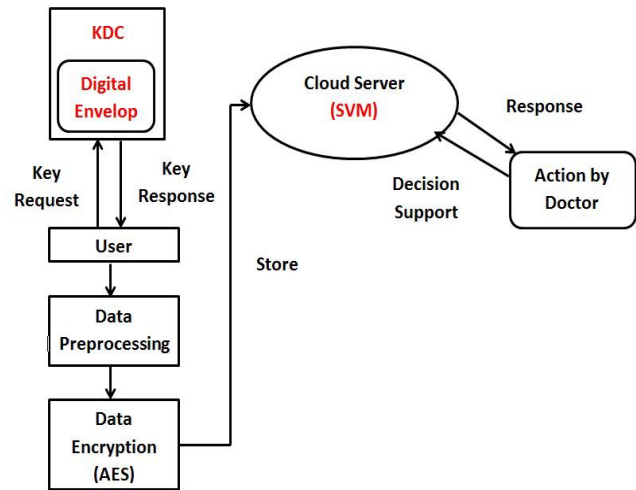 KDC
Digital
Envelop
Key
Request
Key
Response
User
Data
Preprocessing
Data
Encryption
(AES)
Store
Cloud Server
(SVM)
Response
Decision
Support
Action by
Doctor